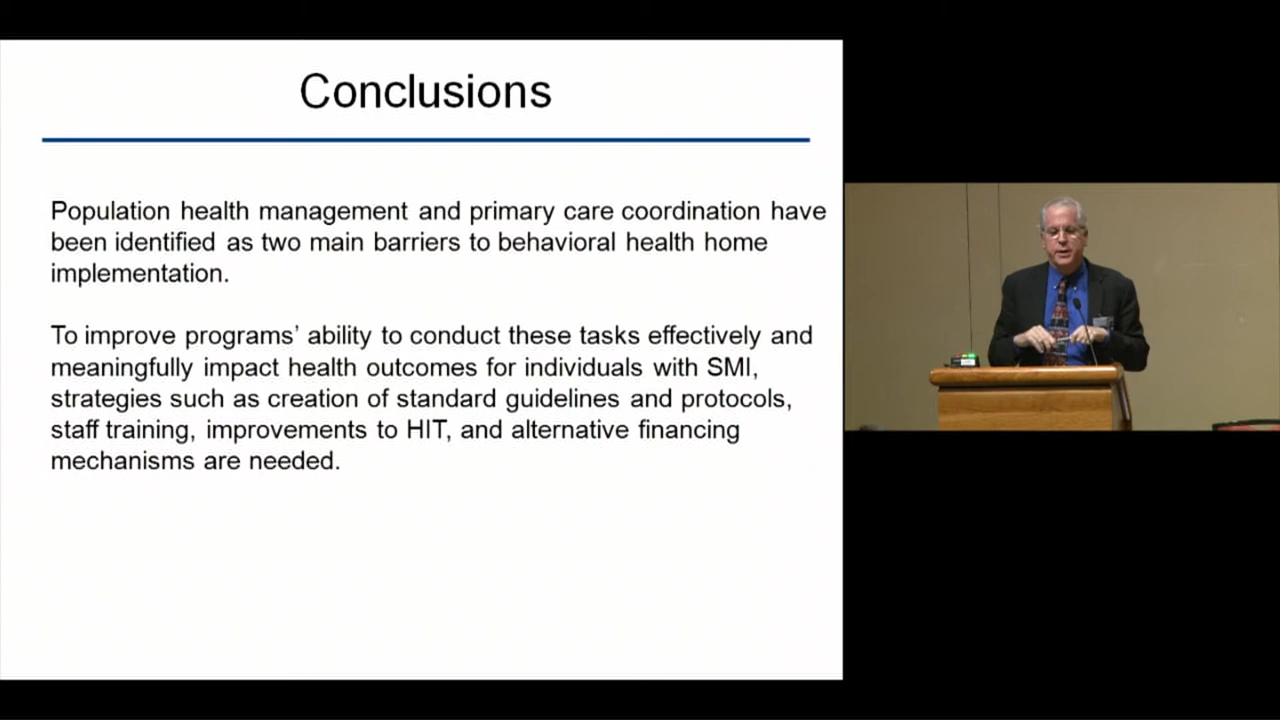 Conclusions
Population health management and primary care coordination have
been identified as two main barriers to behavioral health home
implementation.
To improve programs’ ability to conduct these tasks effectively and
meaningfully impact health outcomes for individuals with SMI,
strategies such as creation of standard guidelines and protocols,
staff training, improvements to HIT, and alternative financing
mechanisms are needed.